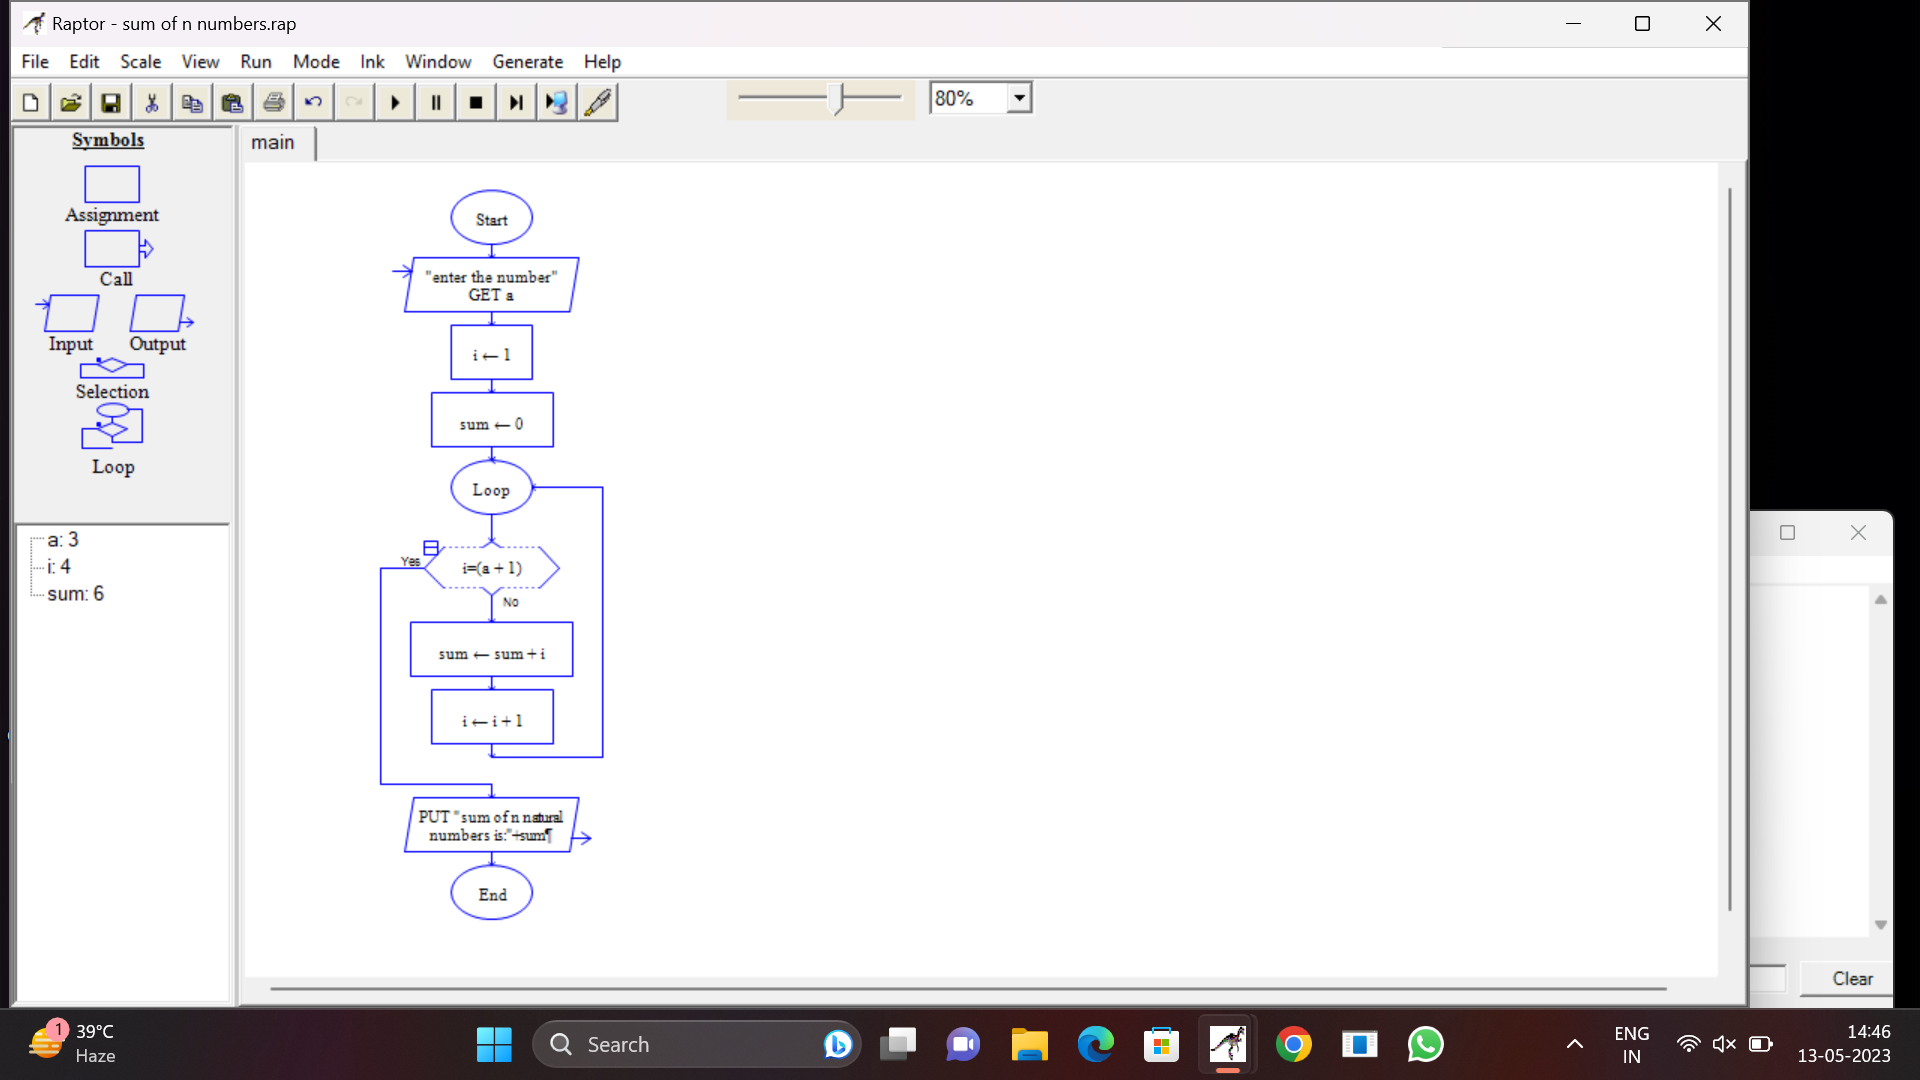 Raptor - sum of n numbers.rap
File Edit Scale View Run Mode Ink Window Generate Help
80%
Symbols
main
Assignment
Call
Input Output
Selection
Loop
a: 3
i: 4
sum: 6
Start
"enter the number"
GET a
i ← 1
sum ← 0
Loop
Yes
i=(a + 1)
No
sum ← sum + i
i ← i + 1
PUT "sum of n natural
numbers is:"+sum¶
End
Clear
1
39°C
Haze
Search
ENG
IN
14:46
13-05-2023